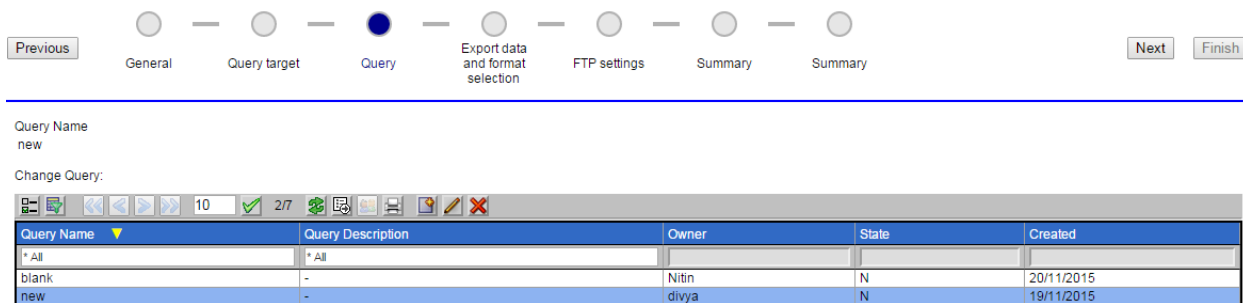 Previous
General
Query target
Query
Export data
and format
selection
FTP settings
Summary
Summary
Next
Finish
Query Name
new
Change Query:
10
2/7
Query Name Query Description Owner State Created
* All * All
blank - Nitin N 20/11/2015
new - divya N 19/11/2015